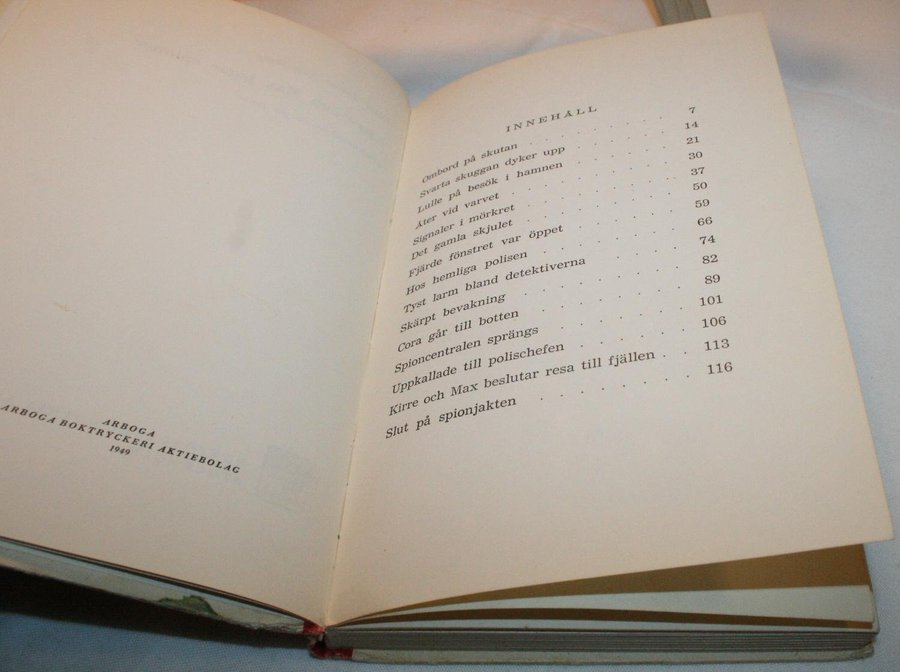 ARBOGA
ARBOGA BOKTRYCKERI AKTIEBOLAG
1949
INNEHÅLL
Ombord på skutan . . . . . . . . 7
Svarta skuggan dyker upp . . . . . . 14
Lulle på besök i hamnen . . . . . . 21
Åter vid varvet . . . . . . . . 30
Signaler i mörkret . . . . . . . . 37
Det gamla skjulet . . . . . . . . 50
Fjärde fönstret var öppet . . . . . . 59
Hos hemliga polisen . . . . . . . 66
Tyst larm bland detektiverna . . . . . 74
Skärpt bevakning . . . . . . . . 82
Cora går till botten . . . . . . . 89
Spioncentralen sprängs . . . . . . . 101
Uppkallade till polischefen . . . . . . 106
Kirre och Max beslutar resa till fjällen . . 113
Slut på spionjakten . . . . . . . 116